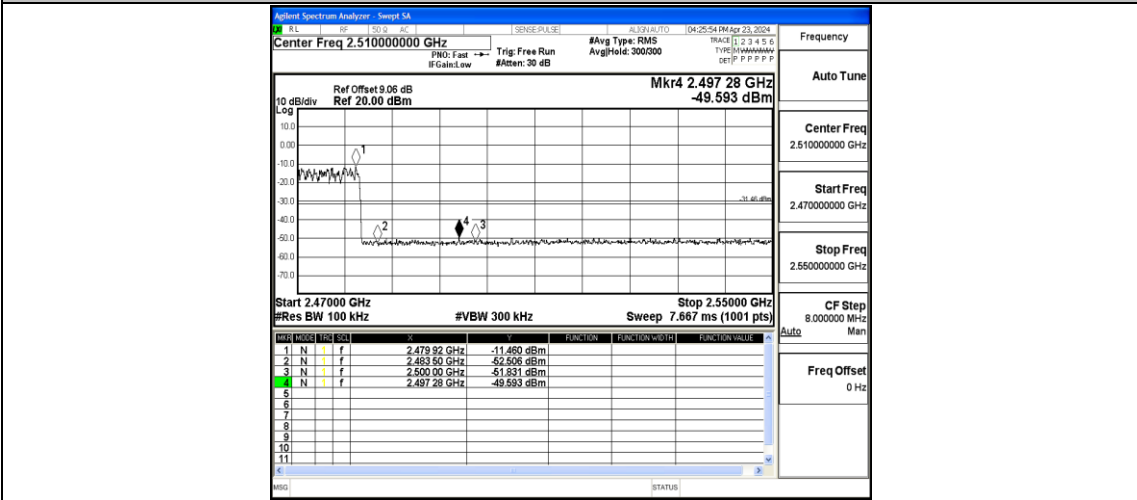 Agilent Spectrum Analyzer - Swept SA
RL RF 50 Ω AC SENSE:PULSE ALIGN AUTO 04:25:54 PM Apr 23, 2024
Center Freq 2.510000000 GHz
PNO: Fast
IFGain:Low
Trig: Free Run
#Atten: 30 dB
#Avg Type: RMS
Avg|Hold: 300/300
TRACE 1 2 3 4 5 6
TYPE M W W W W W
DET P P P P P P
Frequency
Mkr4 2.497 28 GHz
-49.593 dBm
Ref Offset 9.06 dB
10 dB/div Ref 20.00 dBm
Log
10.0
0.00
-10.0
-20.0
-30.0
-40.0
-50.0
-60.0
-70.0
1
2
4
3
-31.46 dBm
Start 2.47000 GHz Stop 2.55000 GHz
#Res BW 100 kHz #VBW 300 kHz Sweep 7.667 ms (1001 pts)
MKR MODE TRC SCL X Y FUNCTION FUNCTION WIDTH FUNCTION VALUE
1 N 1 f 2.479 92 GHz -11.460 dBm
2 N 1 f 2.483 50 GHz -52.506 dBm
3 N 1 f 2.500 00 GHz -51.831 dBm
4 N 1 f 2.497 28 GHz -49.593 dBm
5
6
7
8
9
10
11
MSG STATUS
Auto Tune
Center Freq
2.510000000 GHz
Start Freq
2.470000000 GHz
Stop Freq
2.550000000 GHz
CF Step
8.000000 MHz
Auto Man
Freq Offset
0 Hz